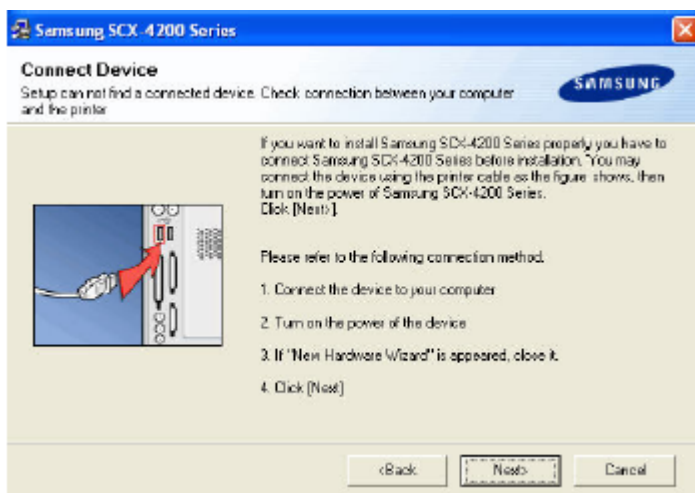 Samsung SCX-4200 Series
Connect Device
Setup can not find a connected device. Check connection between your computer
and the printer
SAMSUNG
If you want to install Samsung SCX-4200 Series properly you have to
connect Samsung SCX-4200 Series before installation. You may
connect the device using the printer cable as the figure shows, then
turn on the power of Samsung SCX-4200 Series.
Click [Next>].
Please refer to the following connection method.
1. Connect the device to your computer
2. Turn on the power of the device
3. If "New Hardware Wizard" is appeared, close it.
4. Click [Next]
<Back
Next>
Cancel